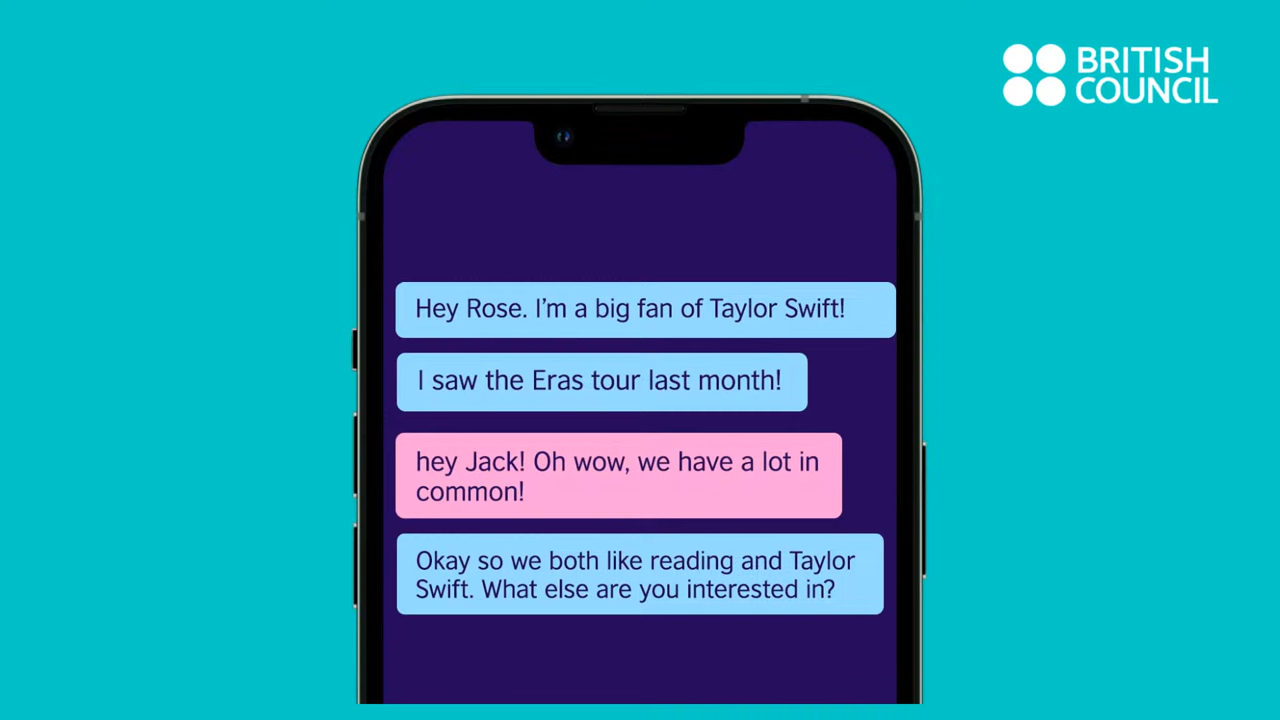 BRITISH
COUNCIL
Hey Rose. I'm a big fan of Taylor Swift!
I saw the Eras tour last month!
hey Jack! Oh wow, we have a lot in
common!
Okay so we both like reading and Taylor
Swift. What else are you interested in?